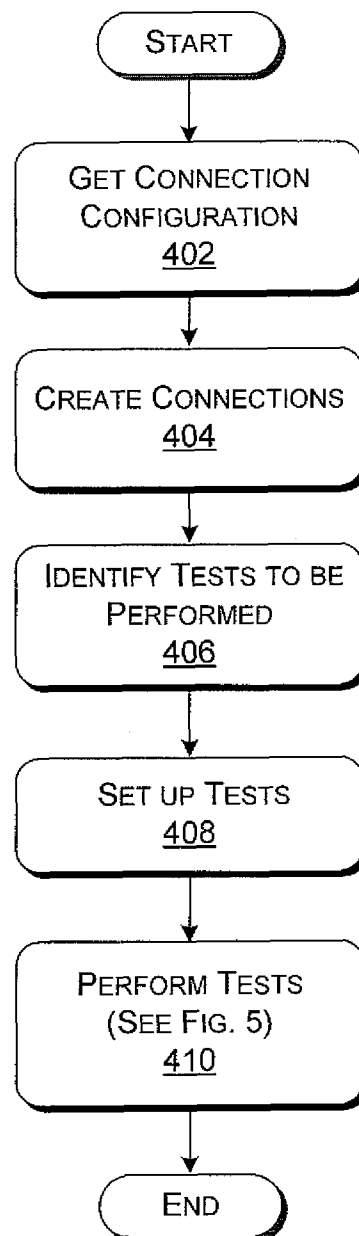 START
GET CONNECTION
CONFIGURATION
402
CREATE CONNECTIONS
404
IDENTIFY TESTS TO BE
PERFORMED
406
SET UP TESTS
408
PERFORM TESTS
(SEE FIG. 5)
410
END